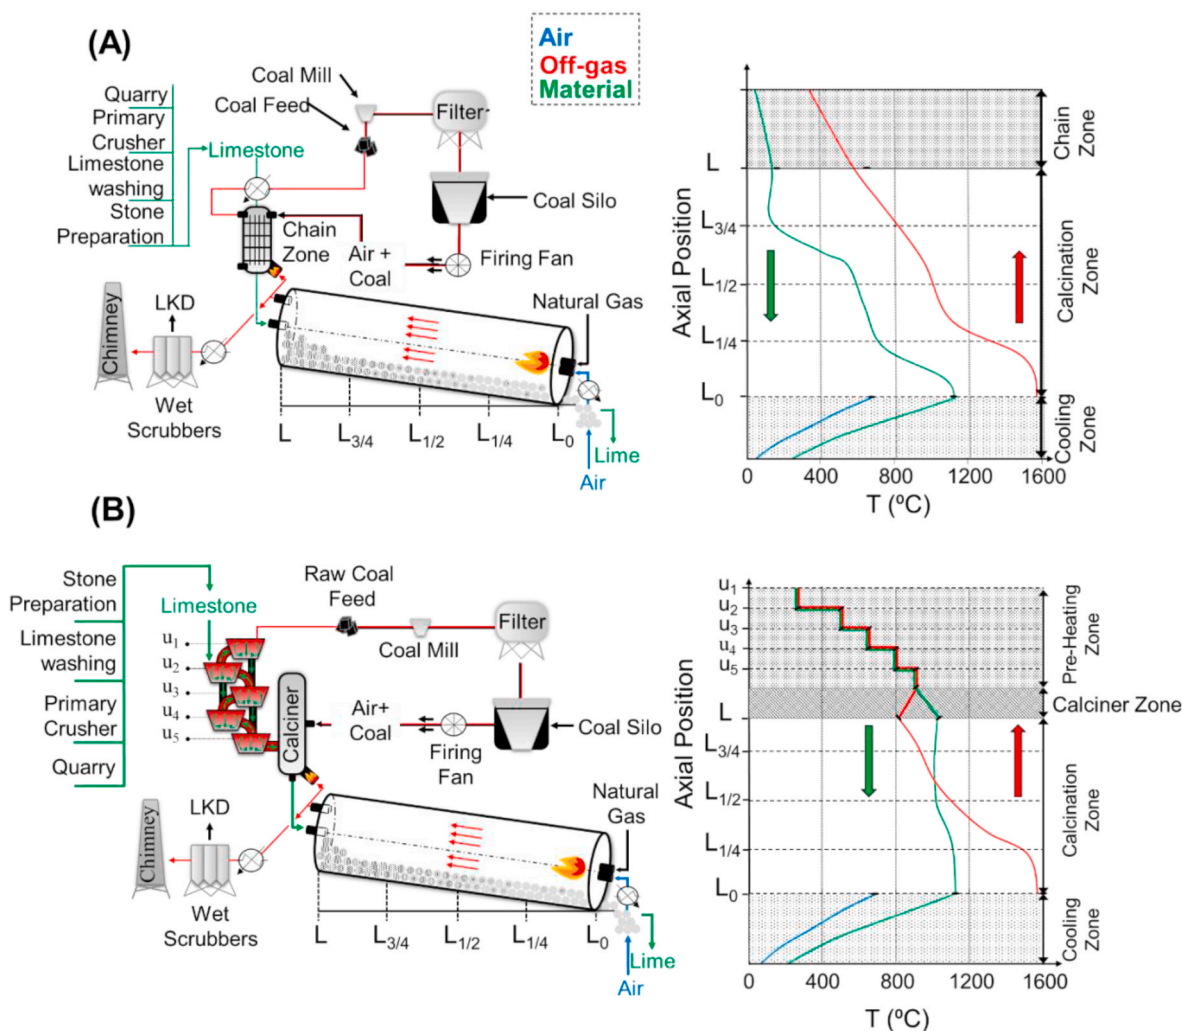 (A)
Air
Off-gas
Material
Quarry
Primary
Crusher
Limestone
washing
Stone
Preparation
Limestone
Coal Mill
Coal Feed
Filter
Coal Silo
Chain
Zone
Air +
Coal
Firing Fan
Natural Gas
Chimney
LKD
Wet
Scrubbers
L
L3/4
L1/2
L1/4
L0
Lime
Air
Axial Position
L
L3/4
L1/2
L1/4
L0
Chain
Zone
Calcination
Zone
Cooling
Zone
0
400
800
1200
1600
T (ºC)
(B)
Stone
Preparation
Limestone
washing
Primary
Crusher
Quarry
Limestone
u1
u2
u3
u4
u5
Raw Coal
Feed
Coal Mill
Filter
Coal Silo
Calciner
Air+
Coal
Firing
Fan
Natural
Gas
Chimney
LKD
Wet
Scrubbers
L
L3/4
L1/2
L1/4
L0
Lime
Air
Axial Position
u1
u2
u3
u4
u5
L
L3/4
L1/2
L1/4
L0
Pre-Heating
Zone
Calciner Zone
Calcination
Zone
Cooling
Zone
0
400
800
1200
1600
T (ºC)